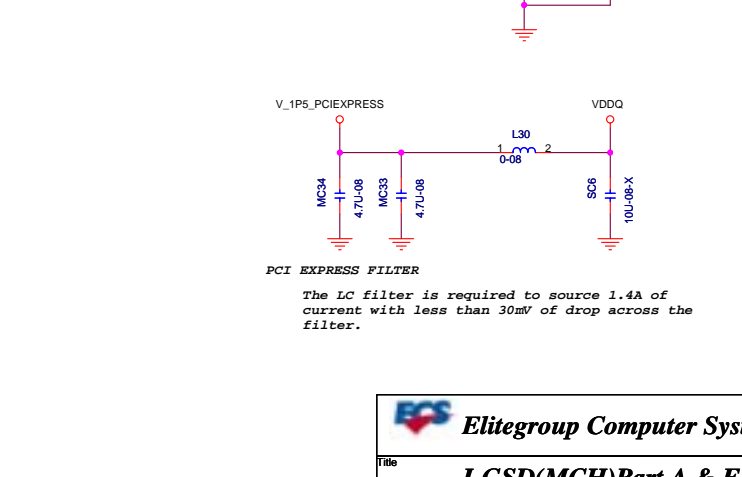 V_1P5_PCIEXPRESS
VDDQ
L30
1
2
0-08
MC34
4.7U-08
MC33
4.7U-08
SC6
10U-08-X
PCI EXPRESS FILTER
The LC filter is required to source 1.4A of
current with less than 30mV of drop across the
filter.
ECS
Elitegroup Computer Sys
Title